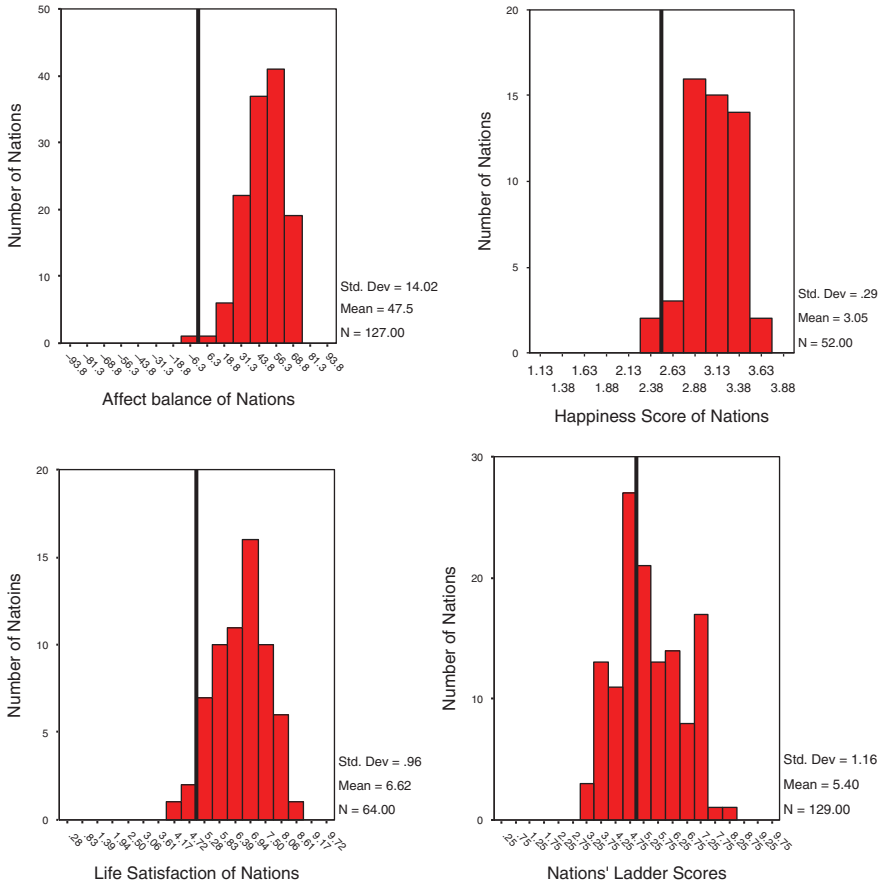 50
40
30
20
10
0
Number of Nations
–93.8 –81.3 –68.8 –56.3 –43.8 –31.3 –18.8 –6.3 6.3 18.8 31.3 43.8 56.3 68.8 81.3 93.8
Affect balance of Nations
Std. Dev = 14.02
Mean = 47.5
N = 127.00
20
15
10
5
0
Number of Nations
1.13 1.63 2.13 2.63 3.13 3.63
1.38 1.88 2.38 2.88 3.38 3.88
Happiness Score of Nations
Std. Dev = .29
Mean = 3.05
N = 52.00
20
15
10
5
0
Number of Natoins
.28 .83 1.39 1.94 2.50 3.06 3.61 4.17 4.72 5.28 5.83 6.39 6.94 7.50 8.06 8.61 9.17 9.72
Life Satisfaction of Nations
Std. Dev = .96
Mean = 6.62
N = 64.00
30
20
10
0
Number of Nations
.25 .75 1.25 1.75 2.25 2.75 3.25 3.75 4.25 4.75 5.25 5.75 6.25 6.75 7.25 7.75 8.25 8.75 9.25 9.75
Nations' Ladder Scores
Std. Dev = 1.16
Mean = 5.40
N = 129.00